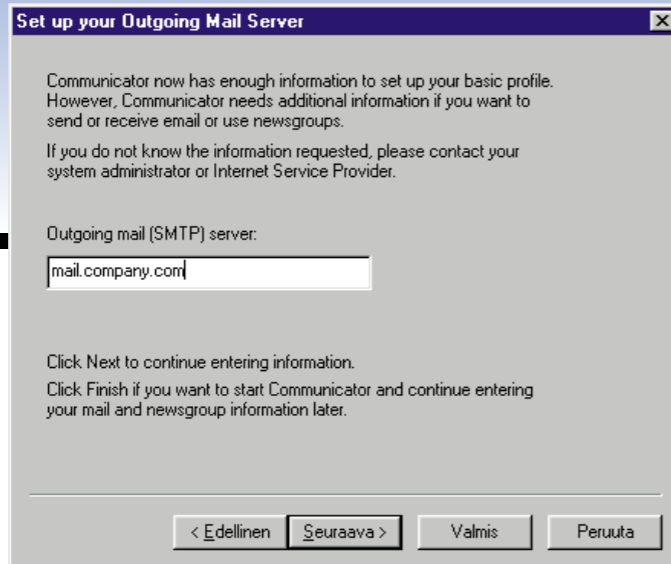 Set up your Outgoing Mail Server
Communicator now has enough information to set up your basic profile.
However, Communicator needs additional information if you want to
send or receive email or use newsgroups.
If you do not know the information requested, please contact your
system administrator or Internet Service Provider.
Outgoing mail (SMTP) server:
mail.company.com
Click Next to continue entering information.
Click Finish if you want to start Communicator and continue entering
your mail and newsgroup information later.
< Edellinen Seuraava > Valmis Peruuta